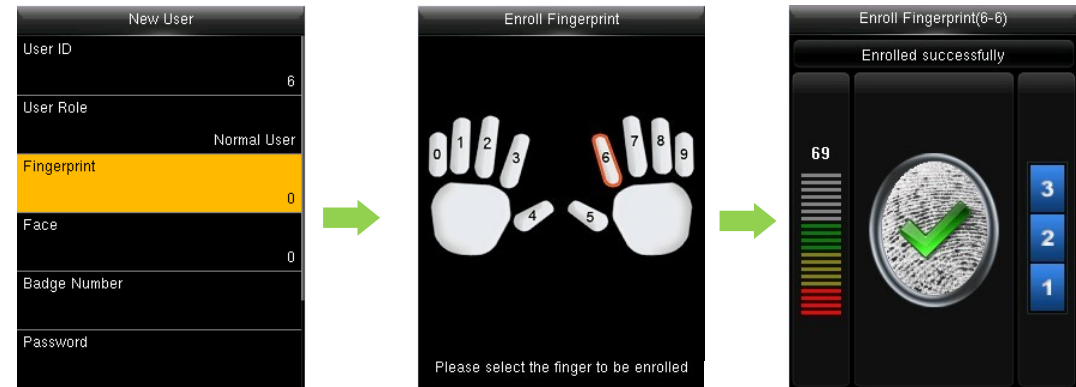 New User
User ID
6
User Role
Normal User
Fingerprint
0
Face
0
Badge Number
Password
Enroll Fingerprint
0 1 2 3 6 7 8 9
4 5
Please select the finger to be enrolled
Enroll Fingerprint(6-6)
Enrolled successfully
69
3
2
1